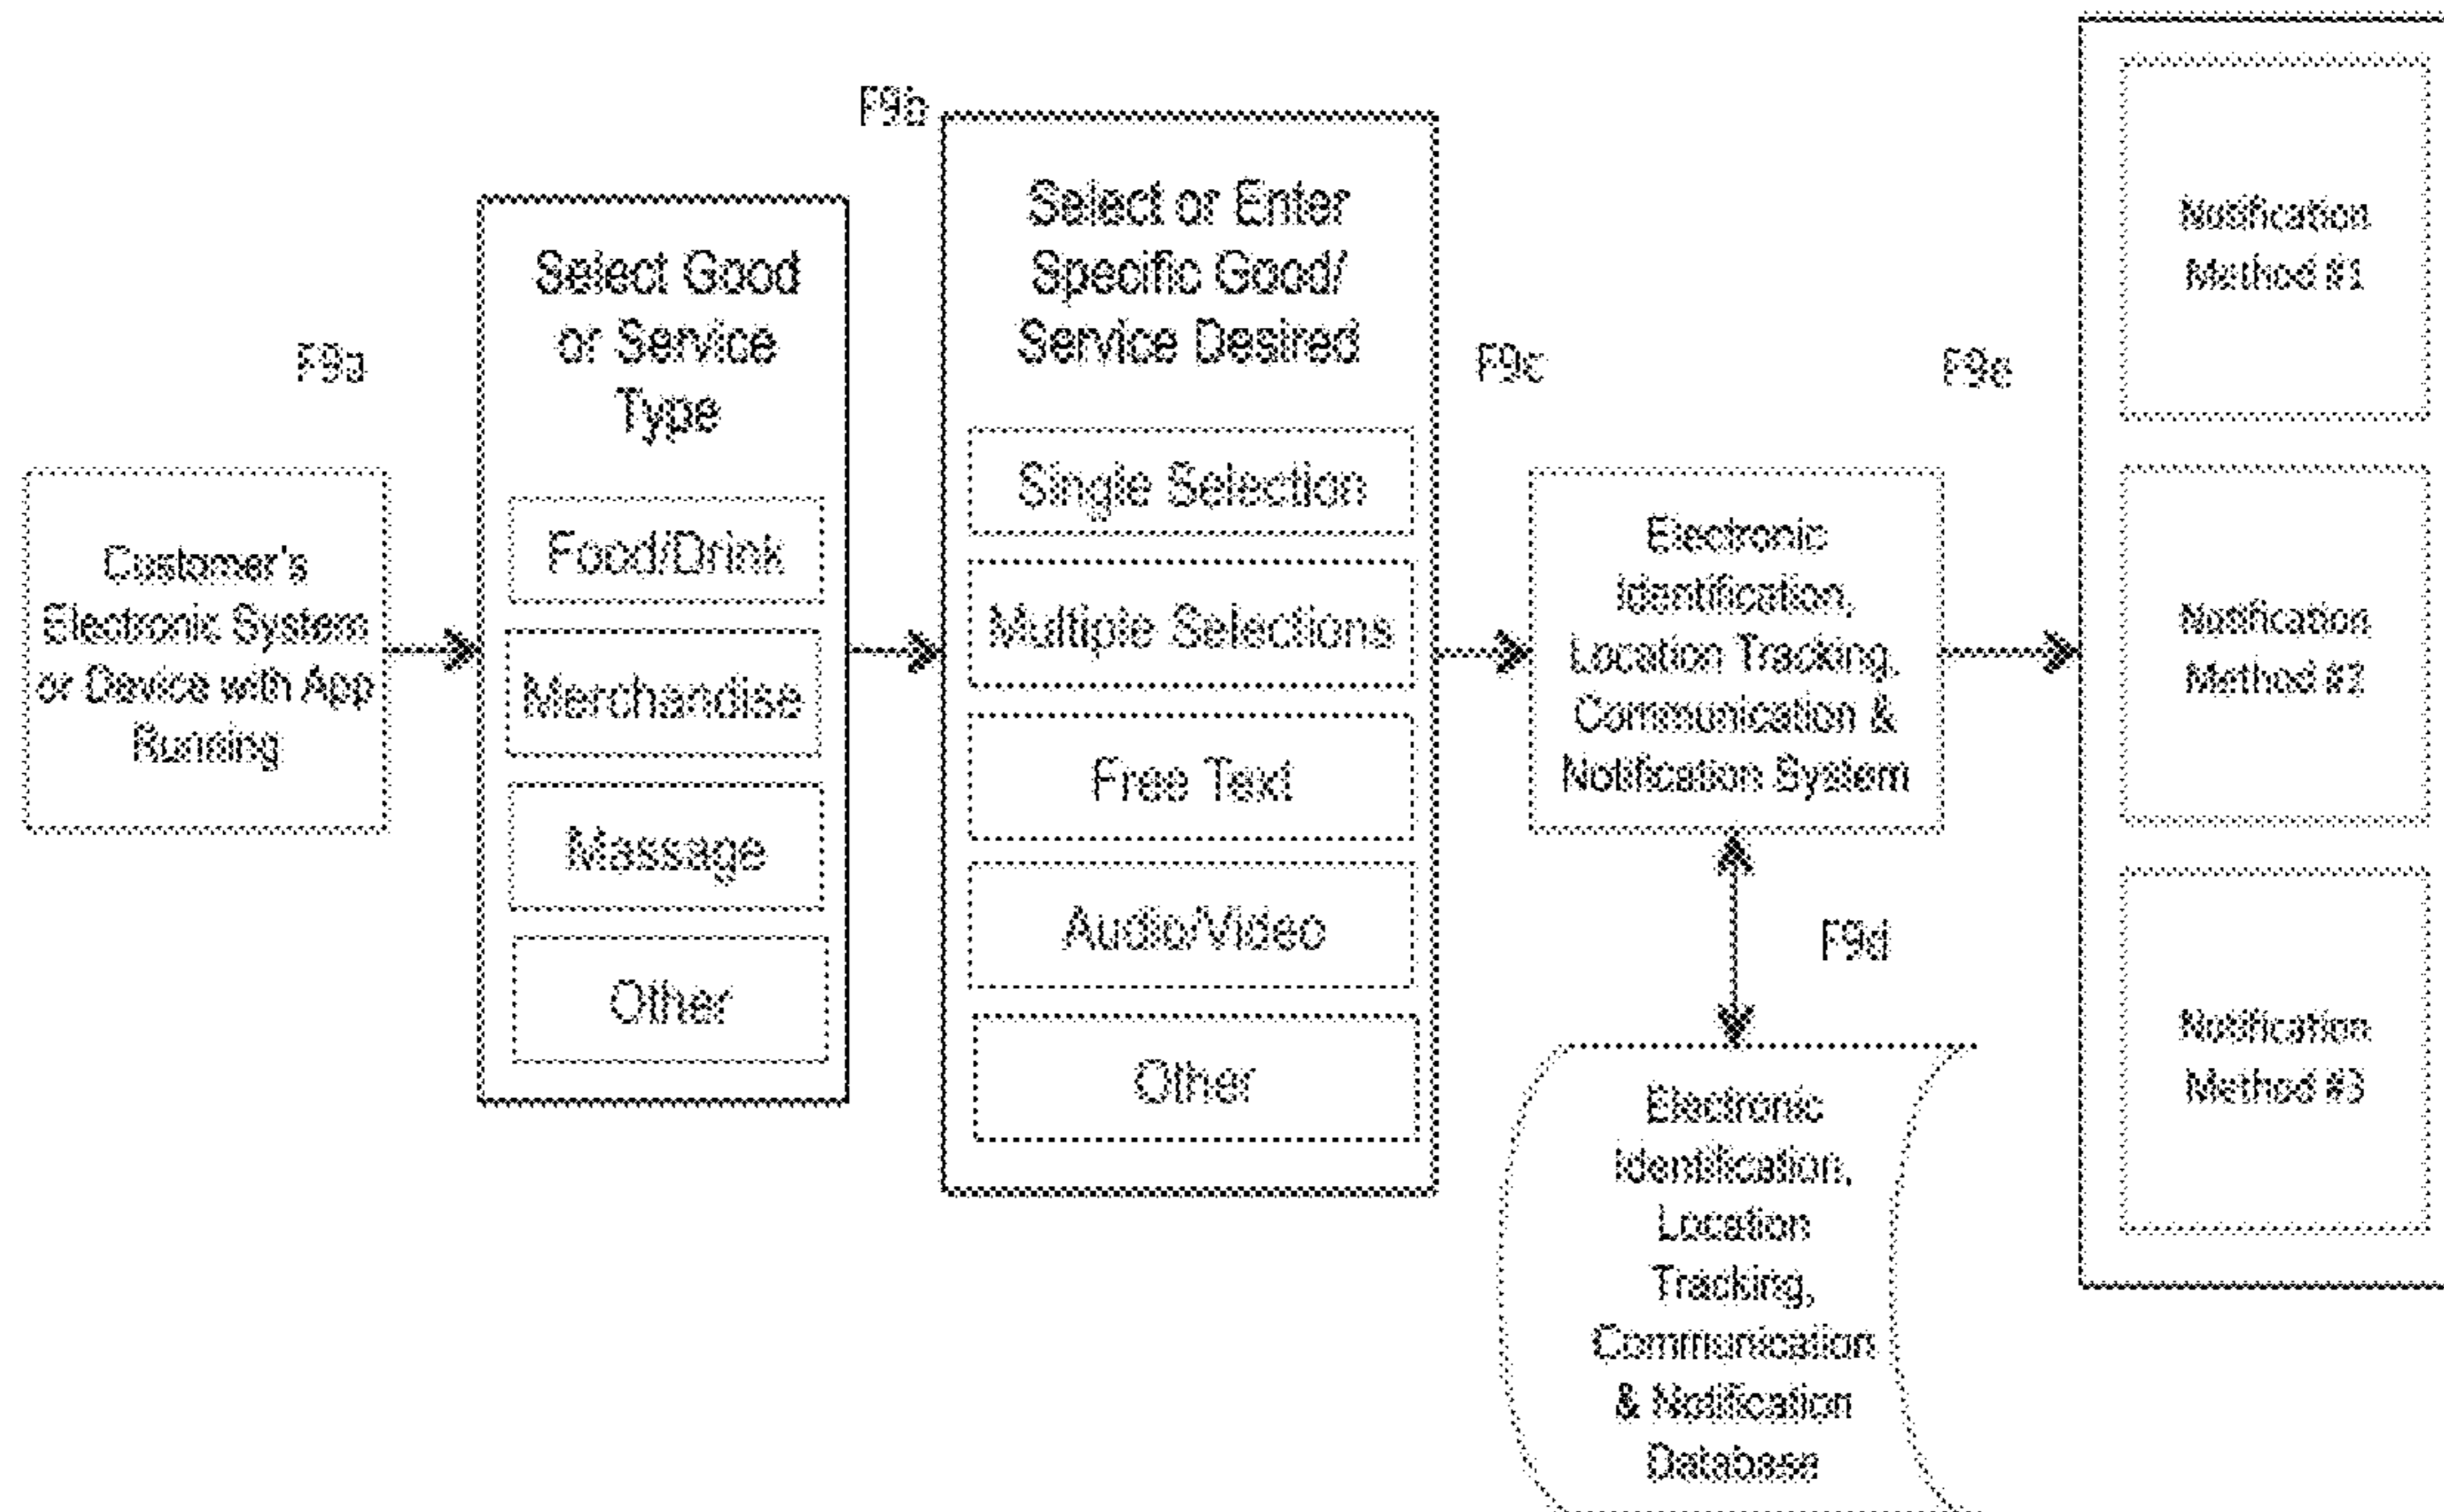 F9a
Customer's
Electronic System
or Device with App
Running
Select Good
or Service
Type
Food/Drink
Merchandise
Massage
Other
F9b
Select or Enter
Specific Good/
Service Desired
Single Selection
Multiple Selections
Free Text
Audio/Video
Other
F9c
Electronic
Identification,
Location Tracking,
Communication &
Notification System
F9d
Electronic
Identification,
Location
Tracking,
Communication
& Notification
Database
F9e
Notification
Method #1
Notification
Method #2
Notification
Method #3